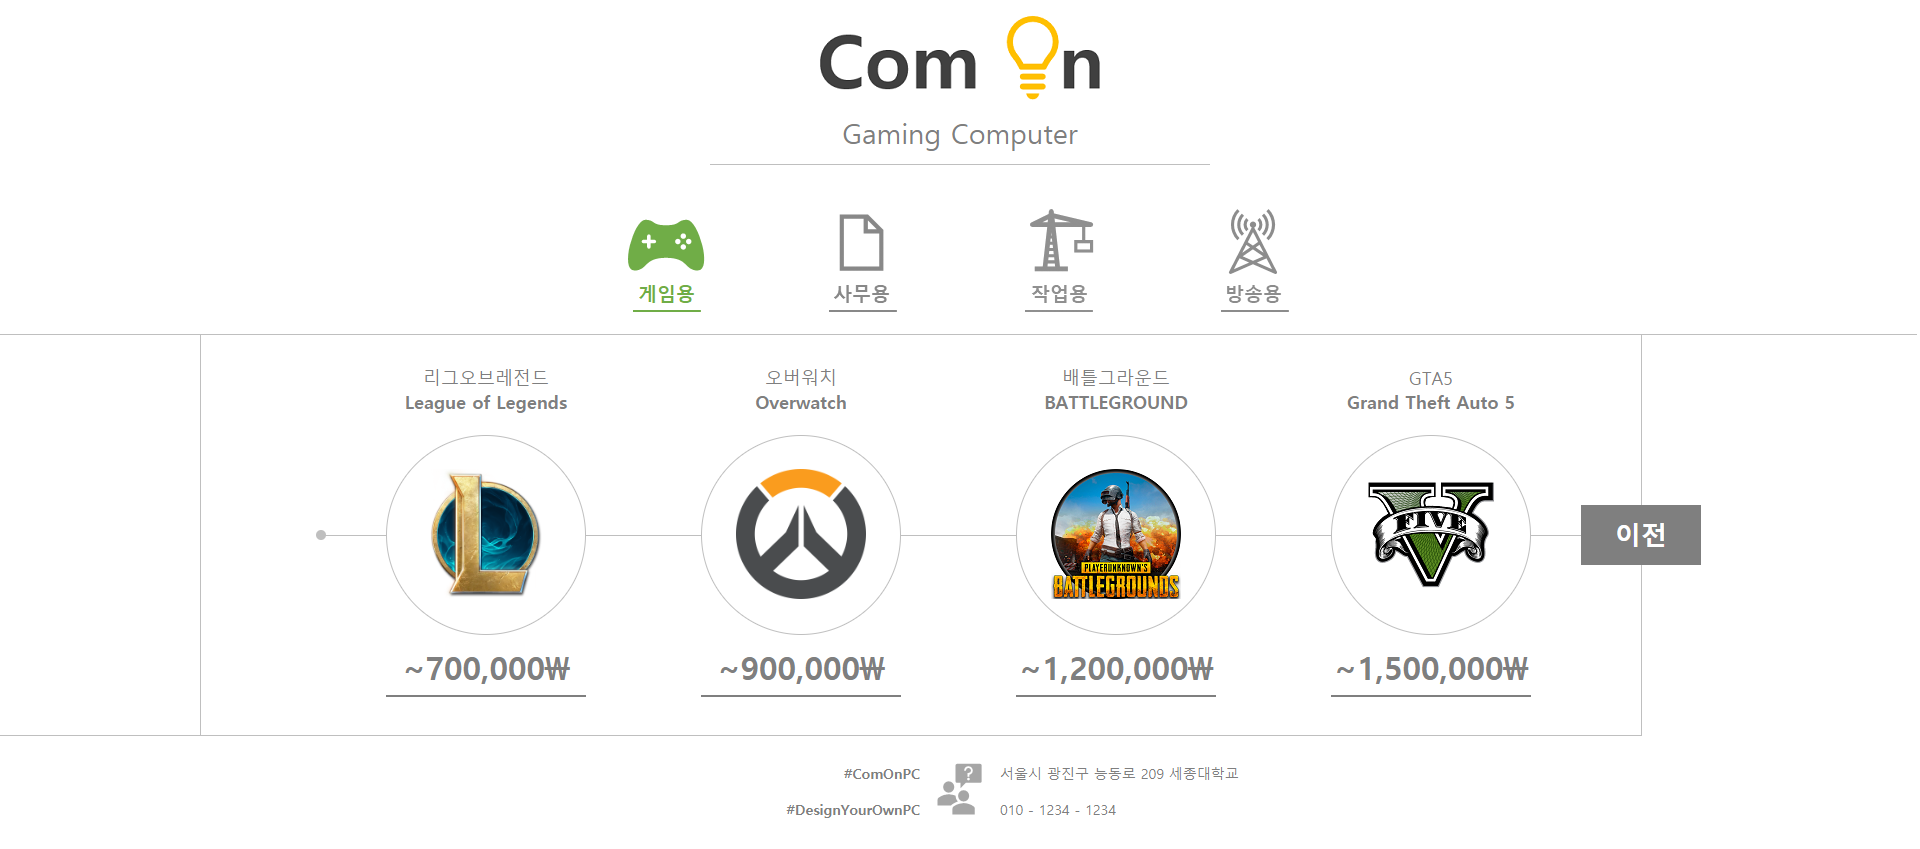 Com On
Gaming Computer
게임용
사무용
작업용
방송용
리그오브레전드
League of Legends
오버워치
Overwatch
배틀그라운드
BATTLEGROUND
GTA5
Grand Theft Auto 5
L
PLAYERUNKNOWN'S
BATTLEGROUNDS
V
FIVE
이전
~700,000₩
~900,000₩
~1,200,000₩
~1,500,000₩
#ComOnPC
?
서울시 광진구 능동로 209 세종대학교
#DesignYourOwnPC
010 - 1234 - 1234